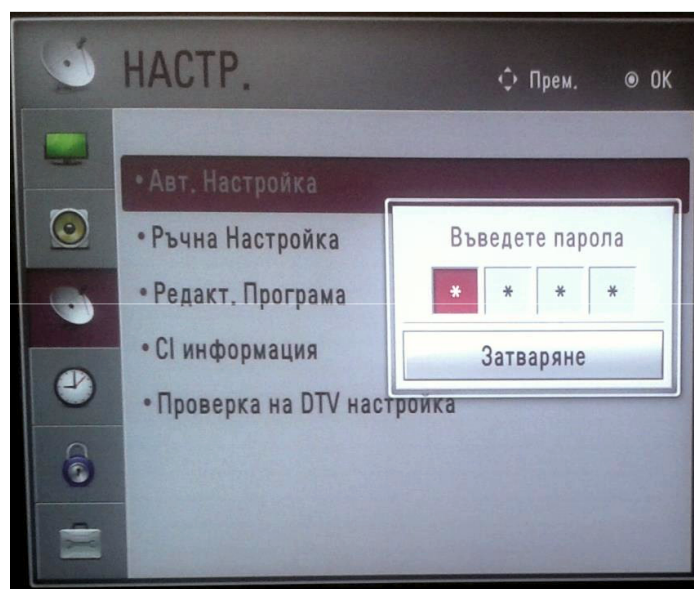 НАСТР.
Прем.
OK
• Авт. Настройка
• Ръчна Настройка
• Редакт. Програма
• CI информация
• Проверка на DTV настройка
Въведете парола
* * * *
Затваряне